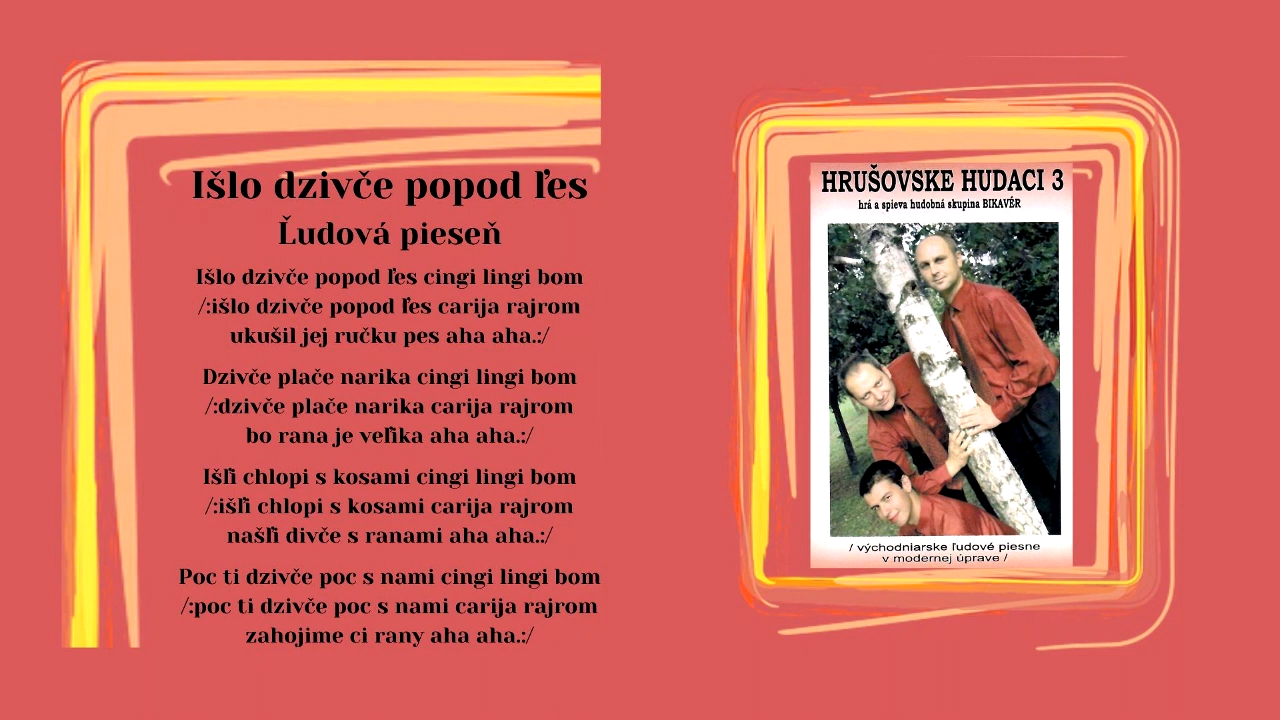 Išlo dzivče popod ľes
Ľudová pieseň
Išlo dzivče popod ľes cingi lingi bom
/:išlo dzivče popod ľes carija rajrom
ukušil jej ručku pes aha aha.:/
Dzivče plače narika cingi lingi bom
/:dzivče plače narika carija rajrom
bo rana je veľika aha aha.:/
Išľi chlopi s kosami cingi lingi bom
/:išľi chlopi s kosami carija rajrom
našľi divče s ranami aha aha.:/
Poc ti dzivče poc s nami cingi lingi bom
/:poc ti dzivče poc s nami carija rajrom
zahojime ci rany aha aha.:/
HRUŠOVSKE HUDACI 3
hrá a spieva hudobná skupina BIKAVÉR
/ východniarske ľudové piesne
v modernej úprave /